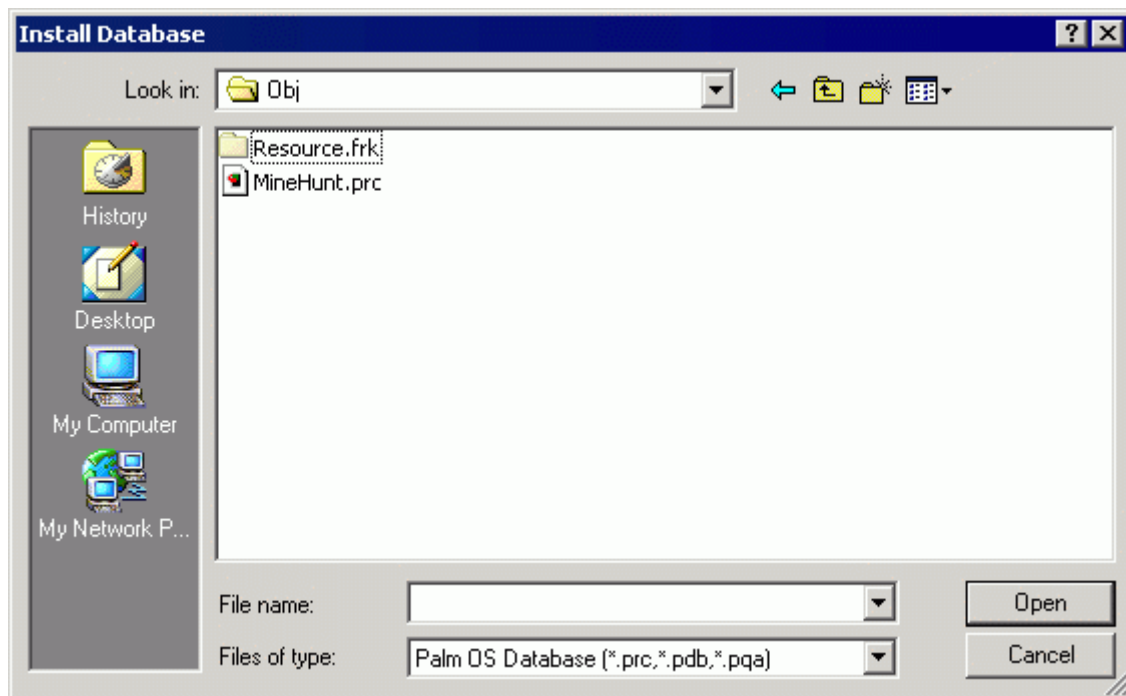 Install Database
Look in: Obj
Resource.frk
MineHunt.prc
History
Desktop
My Computer
My Network P...
File name:
Open
Files of type: Palm OS Database (*.prc,*.pdb,*.pqa)
Cancel